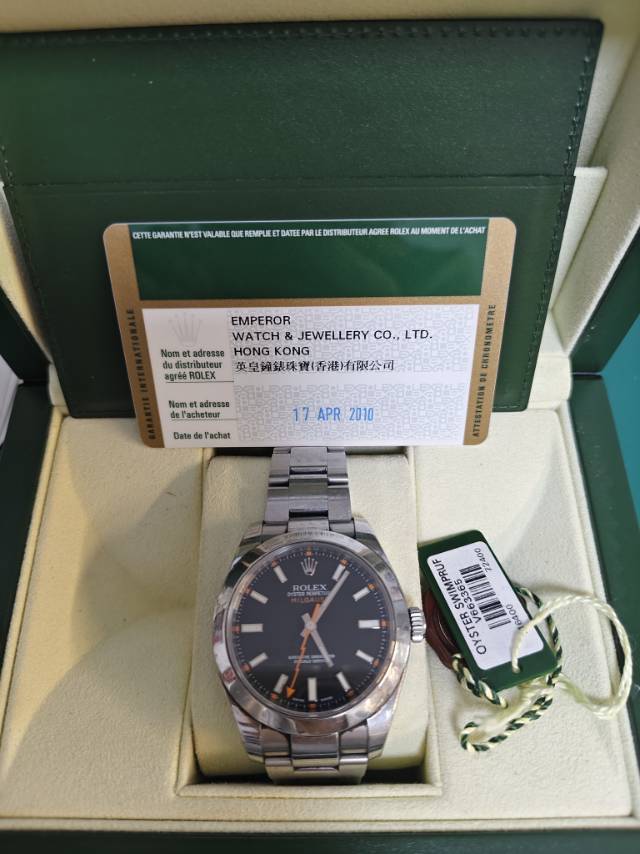 CETTE GARANTIE N'EST VALABLE QUE REMPLIE ET DATEE PAR LE DISTRIBUTEUR AGREE ROLEX AU MOMENT DE L'ACHAT
GARANTIE INTERNATIONALE
Nom et adresse
du distributeur
agréé ROLEX
EMPEROR
WATCH & JEWELLERY CO., LTD.
HONG KONG
英皇鐘錶珠寶(香港)有限公司
Nom et adresse
de l'acheteur
Date de l'achat
17 APR 2010
ATTESTATION DE CHRONOMETRE
ROLEX
OYSTER PERPETUAL
MILGAUSS
OYSTER SWIMPRUF
V663365
22400